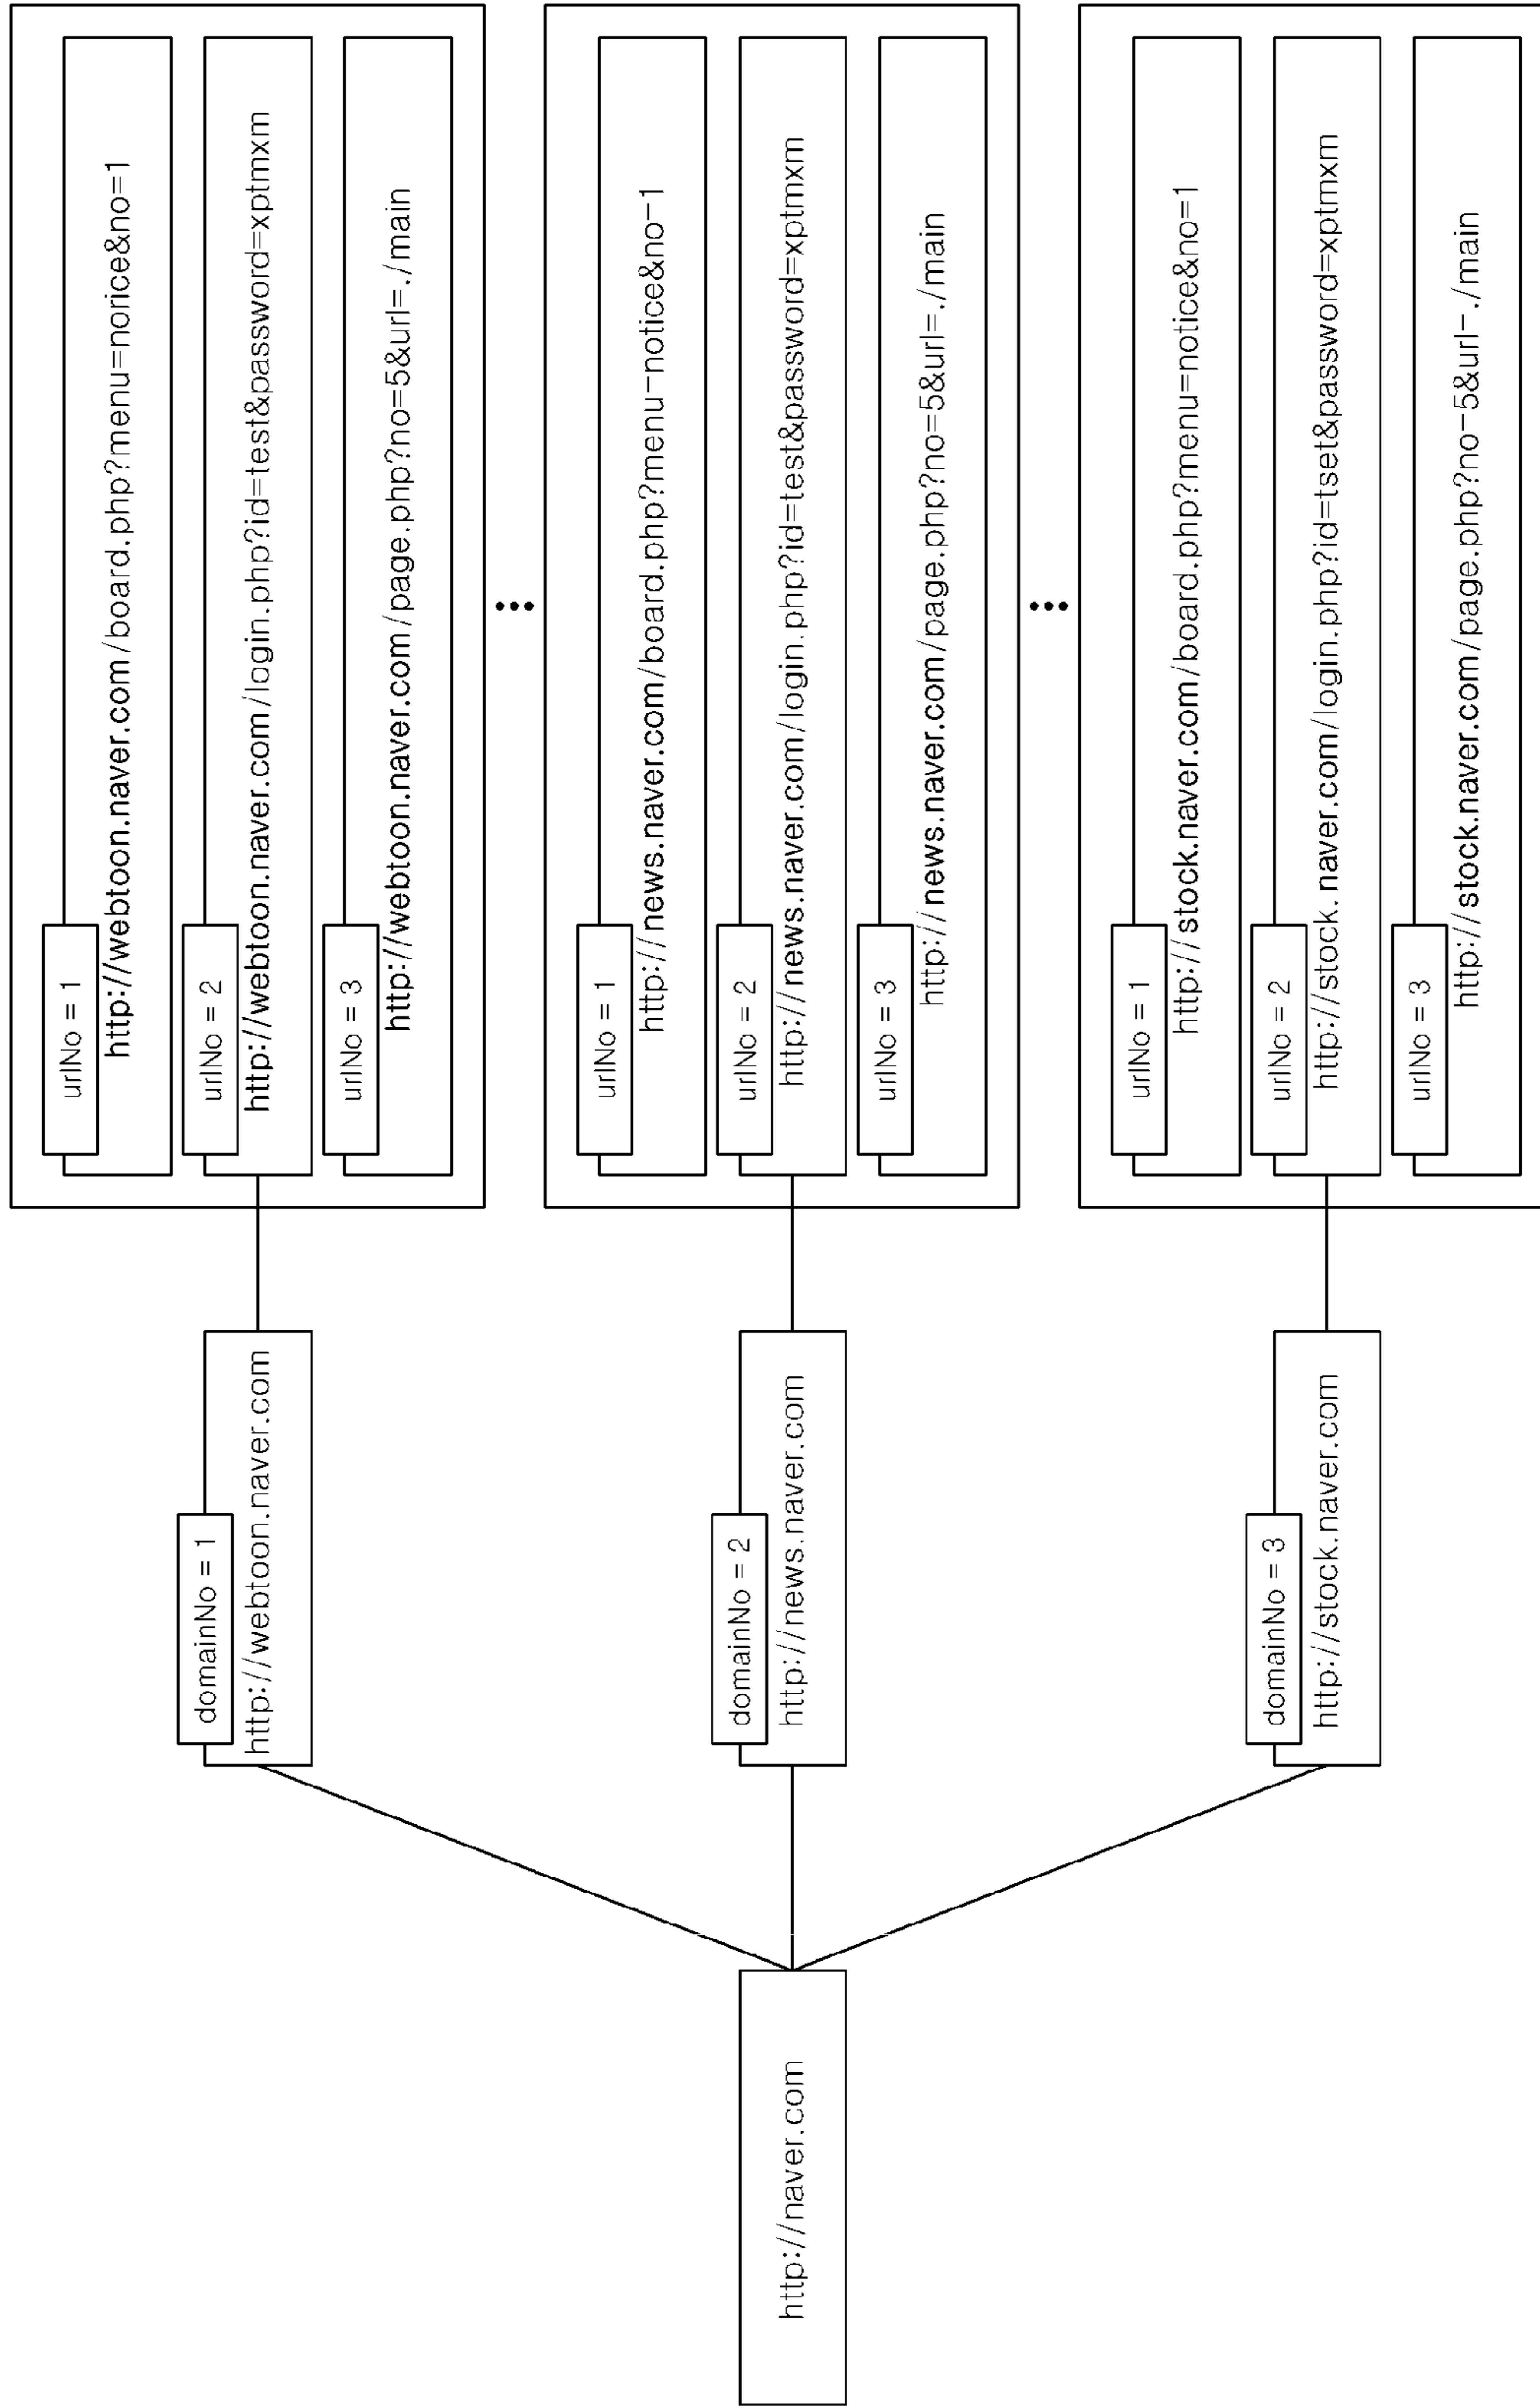 http://naver.com
domainNo = 1
http://webtoon.naver.com
urlNo = 1
http://webtoon.naver.com/board.php?menu=norice&no=1
urlNo = 2
http://webtoon.naver.com/login.php?id=test&password=xptmxm
urlNo = 3
http://webtoon.naver.com/page.php?no=5&url=./main
domainNo = 2
http://news.naver.com
urlNo = 1
http://news.naver.com/board.php?menu-notice&no-1
urlNo = 2
http://news.naver.com/login.php?id=test&password=xptmxm
urlNo = 3
http://news.naver.com/page.php?no=5&url=./main
domainNo = 3
http://stock.naver.com
urlNo = 1
http://stock.naver.com/board.php?menu=notice&no=1
urlNo = 2
http://stock.naver.com/login.php?id=tset&password=xptmxm
urlNo = 3
http://stock.naver.com/page.php?no-5&url-./main